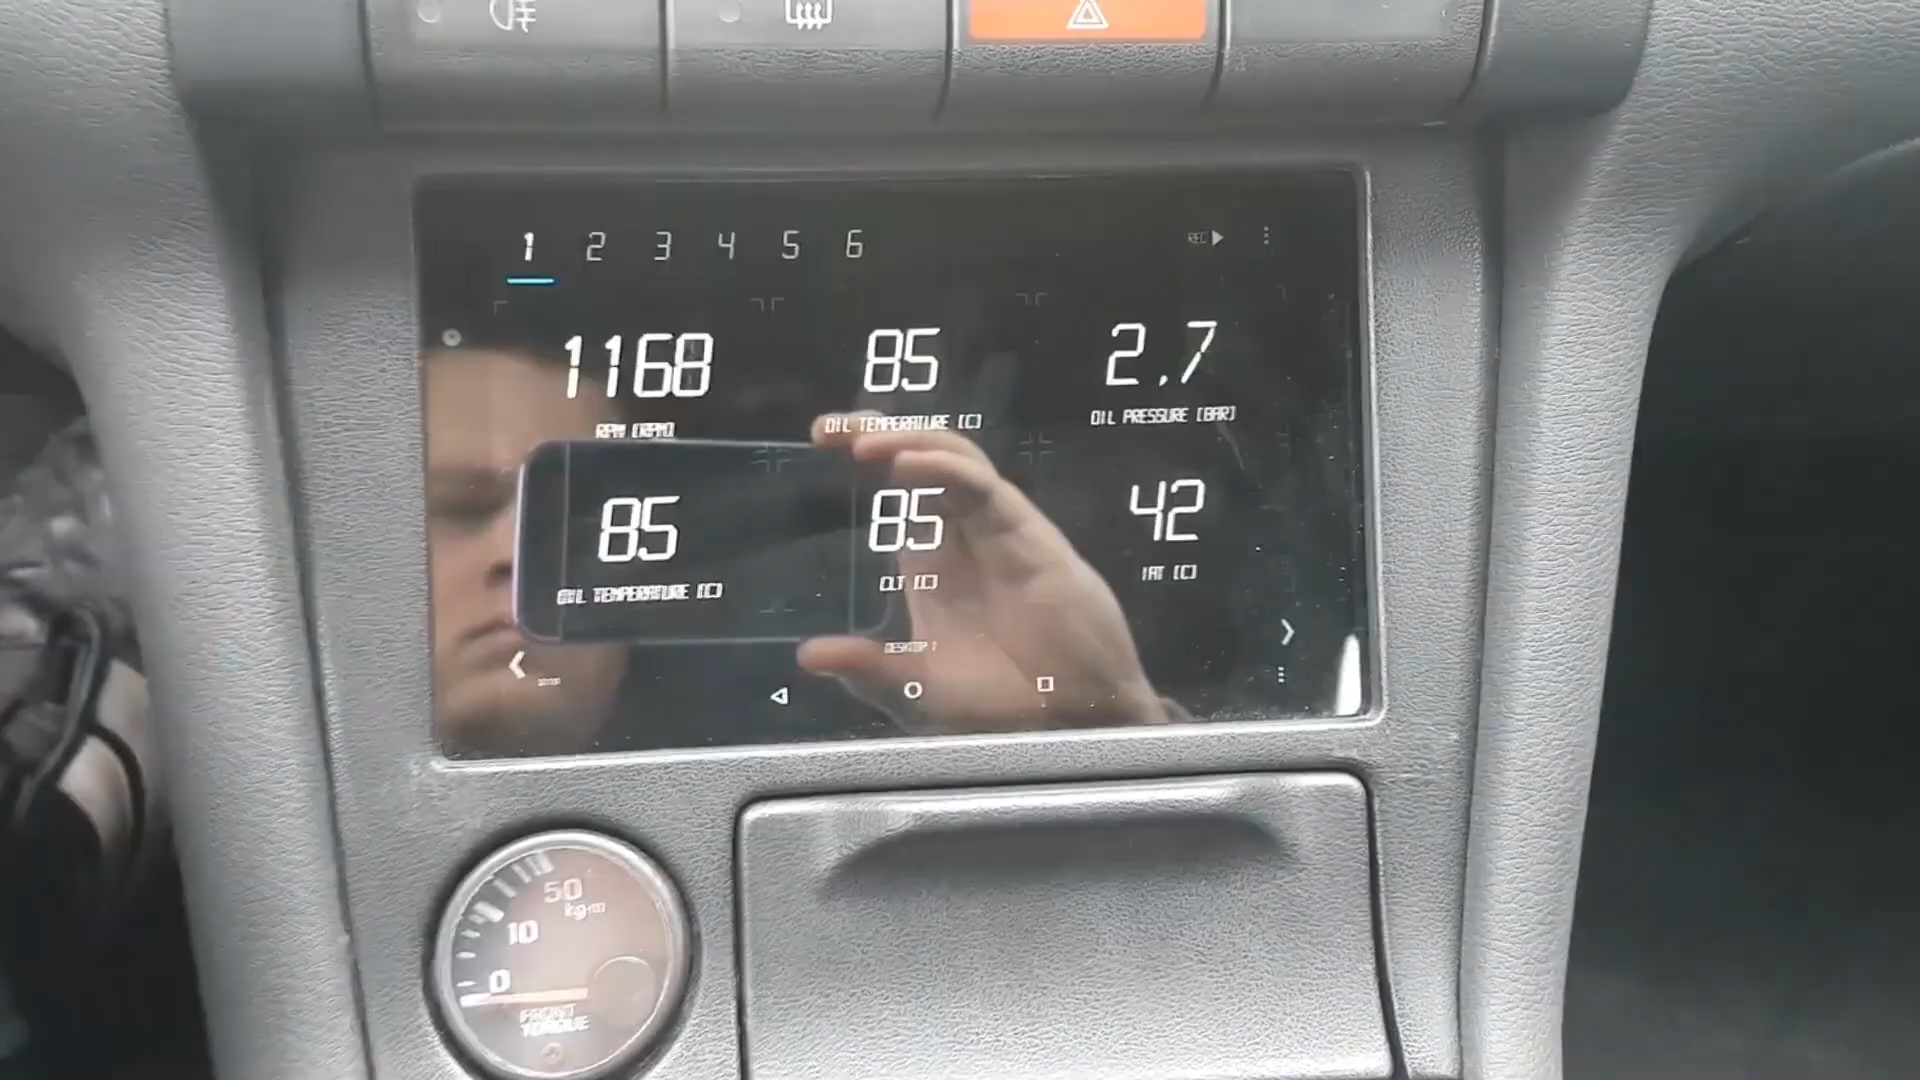 1 2 3 4 5 6 REC
1168 85 2.7
RPM [RPM] OIL TEMPERATURE [C] OIL PRESSURE [BAR]
85 85 42
OIL TEMPERATURE [C] CLT [C] IAT [C]
DESKTOP 1
50
kg-m
10
0
FRONT
TORQUE